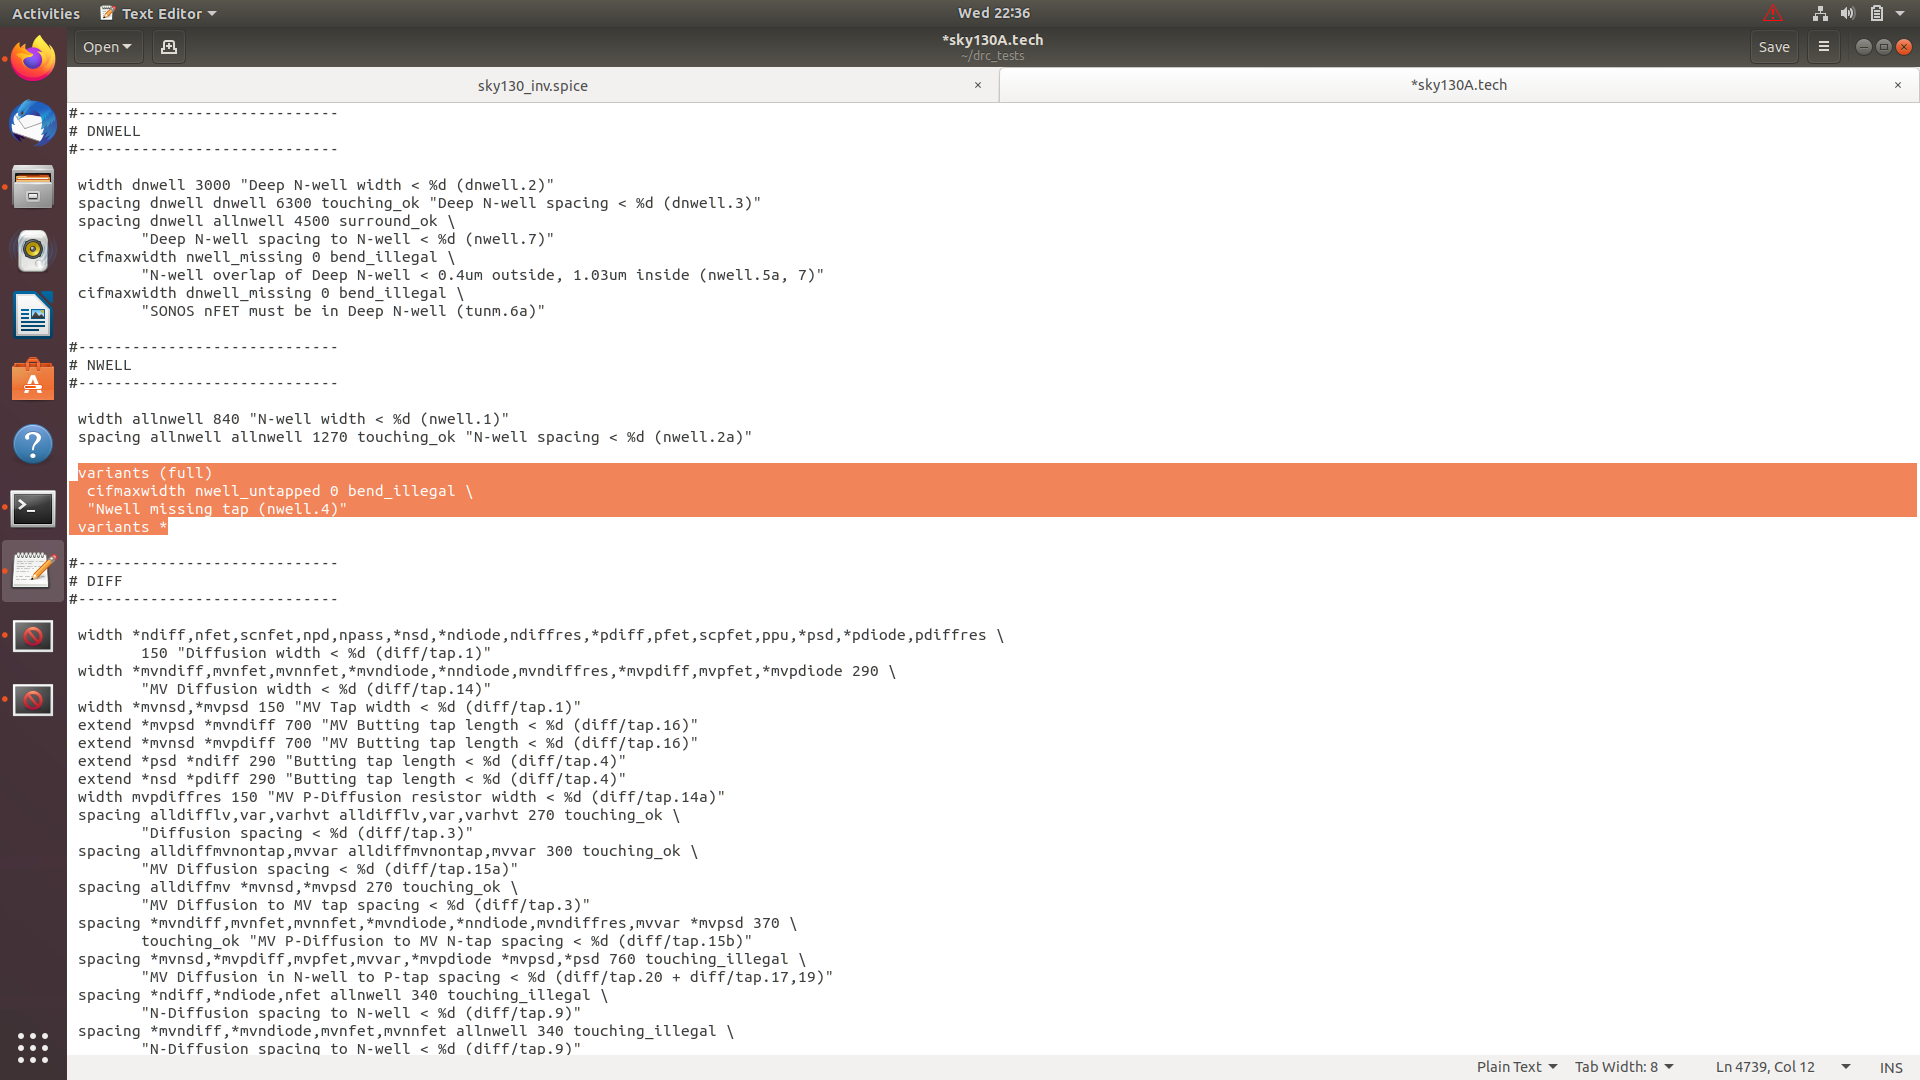 Activities
Text Editor
Wed 22:36
Open
*sky130A.tech
~/drc_tests
Save
sky130_inv.spice
*sky130A.tech
#-----------------------------
# DNWELL
#-----------------------------
width dnwell 3000 "Deep N-well width < %d (dnwell.2)"
spacing dnwell dnwell 6300 touching_ok "Deep N-well spacing < %d (dnwell.3)"
spacing dnwell allnwell 4500 surround_ok \
"Deep N-well spacing to N-well < %d (nwell.7)"
cifmaxwidth nwell_missing 0 bend_illegal \
"N-well overlap of Deep N-well < 0.4um outside, 1.03um inside (nwell.5a, 7)"
cifmaxwidth dnwell_missing 0 bend_illegal \
"SONOS nFET must be in Deep N-well (tunm.6a)"
#-----------------------------
# NWELL
#-----------------------------
width allnwell 840 "N-well width < %d (nwell.1)"
spacing allnwell allnwell 1270 touching_ok "N-well spacing < %d (nwell.2a)"
variants (full)
cifmaxwidth nwell_untapped 0 bend_illegal \
"Nwell missing tap (nwell.4)"
variants *
#-----------------------------
# DIFF
#-----------------------------
width *ndiff,nfet,scnfet,npd,npass,*nsd,*ndiode,ndiffres,*pdiff,pfet,scpfet,ppu,*psd,*pdiode,pdiffres \
150 "Diffusion width < %d (diff/tap.1)"
width *mvndiff,mvnfet,mvnnfet,*mvndiode,*nndiode,mvndiffres,*mvpdiff,mvpfet,*mvpdiode 290 \
"MV Diffusion width < %d (diff/tap.14)"
width *mvnsd,*mvpsd 150 "MV Tap width < %d (diff/tap.1)"
extend *mvpsd *mvndiff 700 "MV Butting tap length < %d (diff/tap.16)"
extend *mvnsd *mvpdiff 700 "MV Butting tap length < %d (diff/tap.16)"
extend *psd *ndiff 290 "Butting tap length < %d (diff/tap.4)"
extend *nsd *pdiff 290 "Butting tap length < %d (diff/tap.4)"
width mvpdiffres 150 "MV P-Diffusion resistor width < %d (diff/tap.14a)"
spacing alldifflv,var,varhvt alldifflv,var,varhvt 270 touching_ok \
"Diffusion spacing < %d (diff/tap.3)"
spacing alldiffmvnontap,mvvar alldiffmvnontap,mvvar 300 touching_ok \
"MV Diffusion spacing < %d (diff/tap.15a)"
spacing alldiffmv *mvnsd,*mvpsd 270 touching_ok \
"MV Diffusion to MV tap spacing < %d (diff/tap.3)"
spacing *mvndiff,mvnfet,mvnnfet,*mvndiode,*nndiode,mvndiffres,mvvar *mvpsd 370 \
touching_ok "MV P-Diffusion to MV N-tap spacing < %d (diff/tap.15b)"
spacing *mvnsd,*mvpdiff,mvpfet,mvvar,*mvpdiode *mvpsd,*psd 760 touching_illegal \
"MV Diffusion in N-well to P-tap spacing < %d (diff/tap.20 + diff/tap.17,19)"
spacing *ndiff,*ndiode,nfet allnwell 340 touching_illegal \
"N-Diffusion spacing to N-well < %d (diff/tap.9)"
spacing *mvndiff,*mvndiode,mvnfet,mvnnfet allnwell 340 touching_illegal \
"N-Diffusion spacing to N-well < %d (diff/tap.9)"
Plain Text
Tab Width: 8
Ln 4739, Col 12
INS